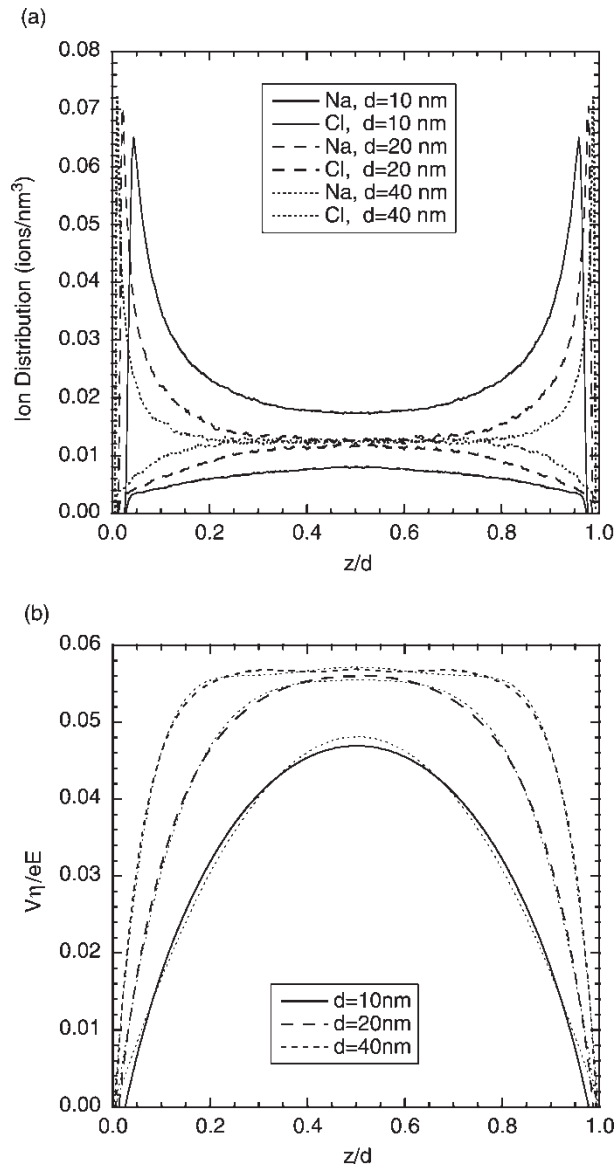 (a)
0.08
0.07
0.06
0.05
0.04
0.03
0.02
0.01
0.00
Ion Distribution (ions/nm³)
Na, d=10 nm
Cl, d=10 nm
Na, d=20 nm
Cl, d=20 nm
Na, d=40 nm
Cl, d=40 nm
0.0 0.2 0.4 0.6 0.8 1.0
z/d
(b)
0.06
0.05
0.04
0.03
0.02
0.01
0.00
Vη/eE
d=10nm
d=20nm
d=40nm
0.0 0.2 0.4 0.6 0.8 1.0
z/d